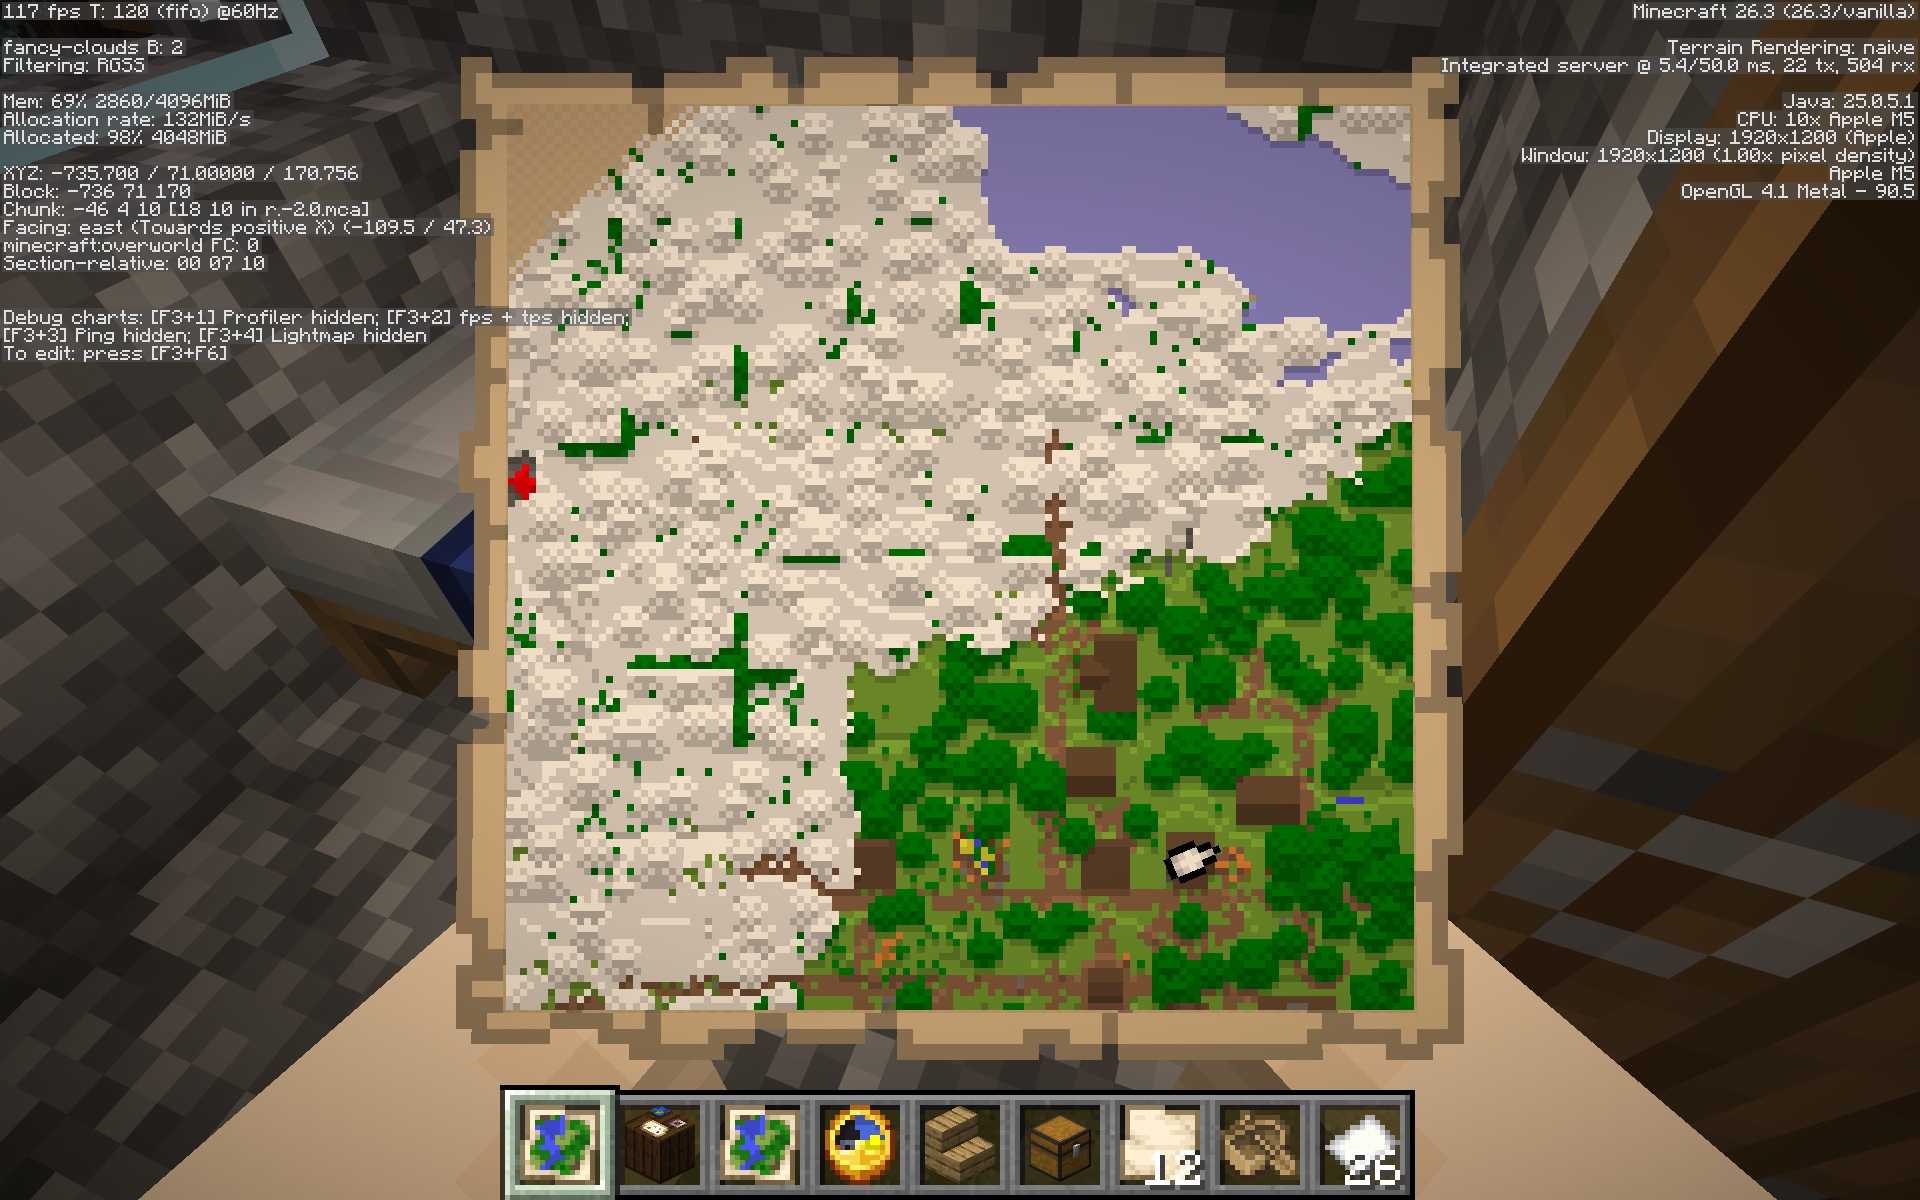 117 fps T: 120 (fifo) @60Hz
fancy-clouds B: 2
Filtering: RGSS
Mem: 69% 2860/4096MiB
Allocation rate: 132MiB/s
Allocated: 98% 4048MiB
XYZ: -735.700 / 71.00000 / 170.756
Block: -736 71 170
Chunk: -46 4 10 [18 10 in r.-2.0.mca]
Facing: east (Towards positive X) (-109.5 / 47.3)
minecraft:overworld FC: 0
Section-relative: 00 07 10
Debug charts: [F3+1] Profiler hidden; [F3+2] fps + tps hidden;
[F3+3] Ping hidden; [F3+4] Lightmap hidden
To edit: press [F3+F6]
Minecraft 26.3 (26.3/vanilla)
Terrain Rendering: naive
Integrated server @ 5.4/50.0 ms, 22 tx, 504 rx
Java: 25.0.5.1
CPU: 10x Apple M5
Display: 1920x1200 (Apple)
Window: 1920x1200 (1.00x pixel density)
Apple M5
OpenGL 4.1 Metal - 90.5
12
26